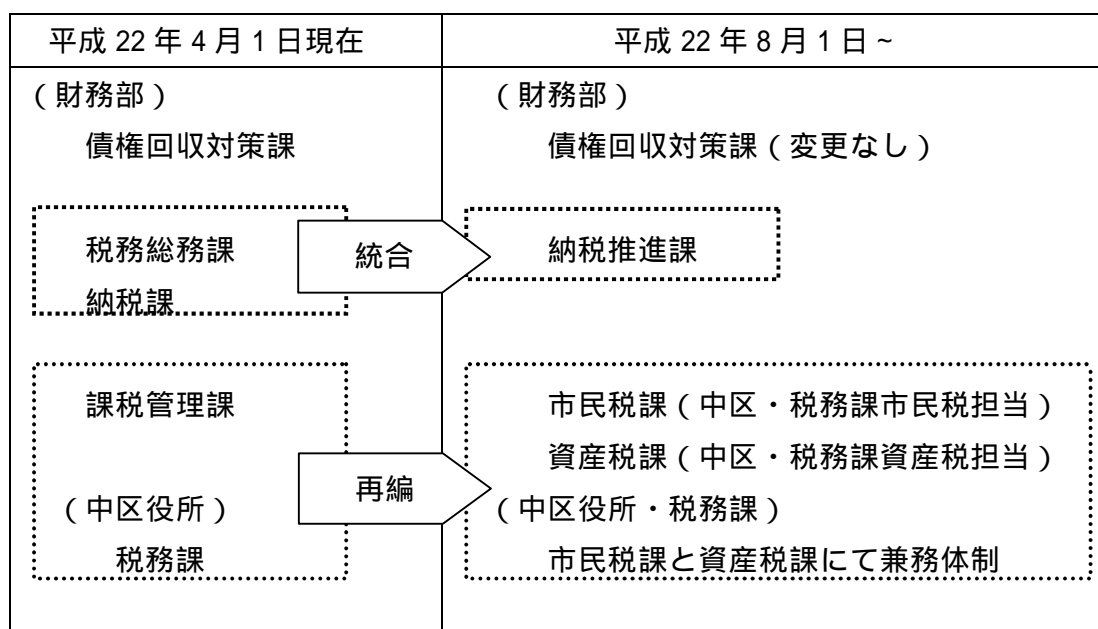 平成 22 年 4 月 1 日現在
平成 22 年 8 月 1 日~
(財務部)
債権回収対策課
税務総務課
納税課
統合
課税管理課
(中区役所)
税務課
再編
(財務部)
債権回収対策課(変更なし)
納税推進課
市民税課(中区・税務課市民税担当)
資産税課(中区・税務課資産税担当)
(中区役所・税務課)
市民税課と資産税課にて兼務体制